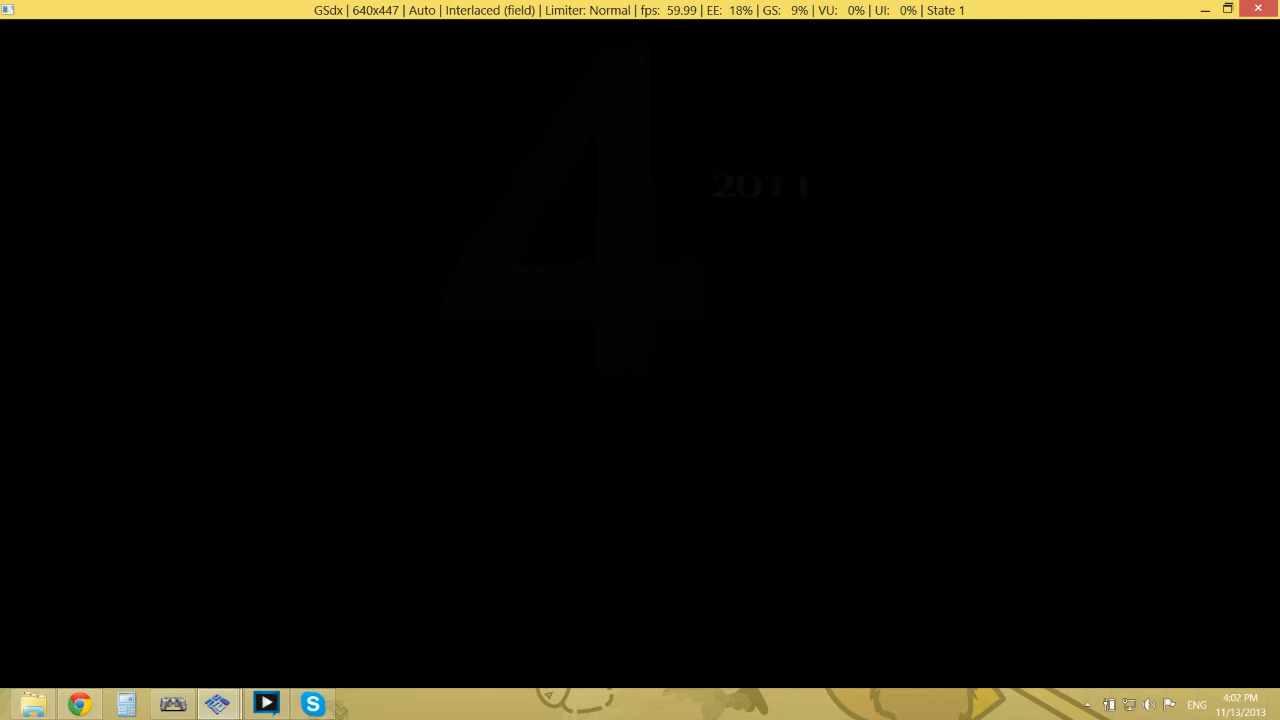 GSdx | 640x447 | Auto | Interlaced (field) | Limiter: Normal | fps: 59.99 | EE: 18% | GS: 9% | VU: 0% | UI: 0% | State 1
4
2011
ENG
4:02 PM
11/13/2013